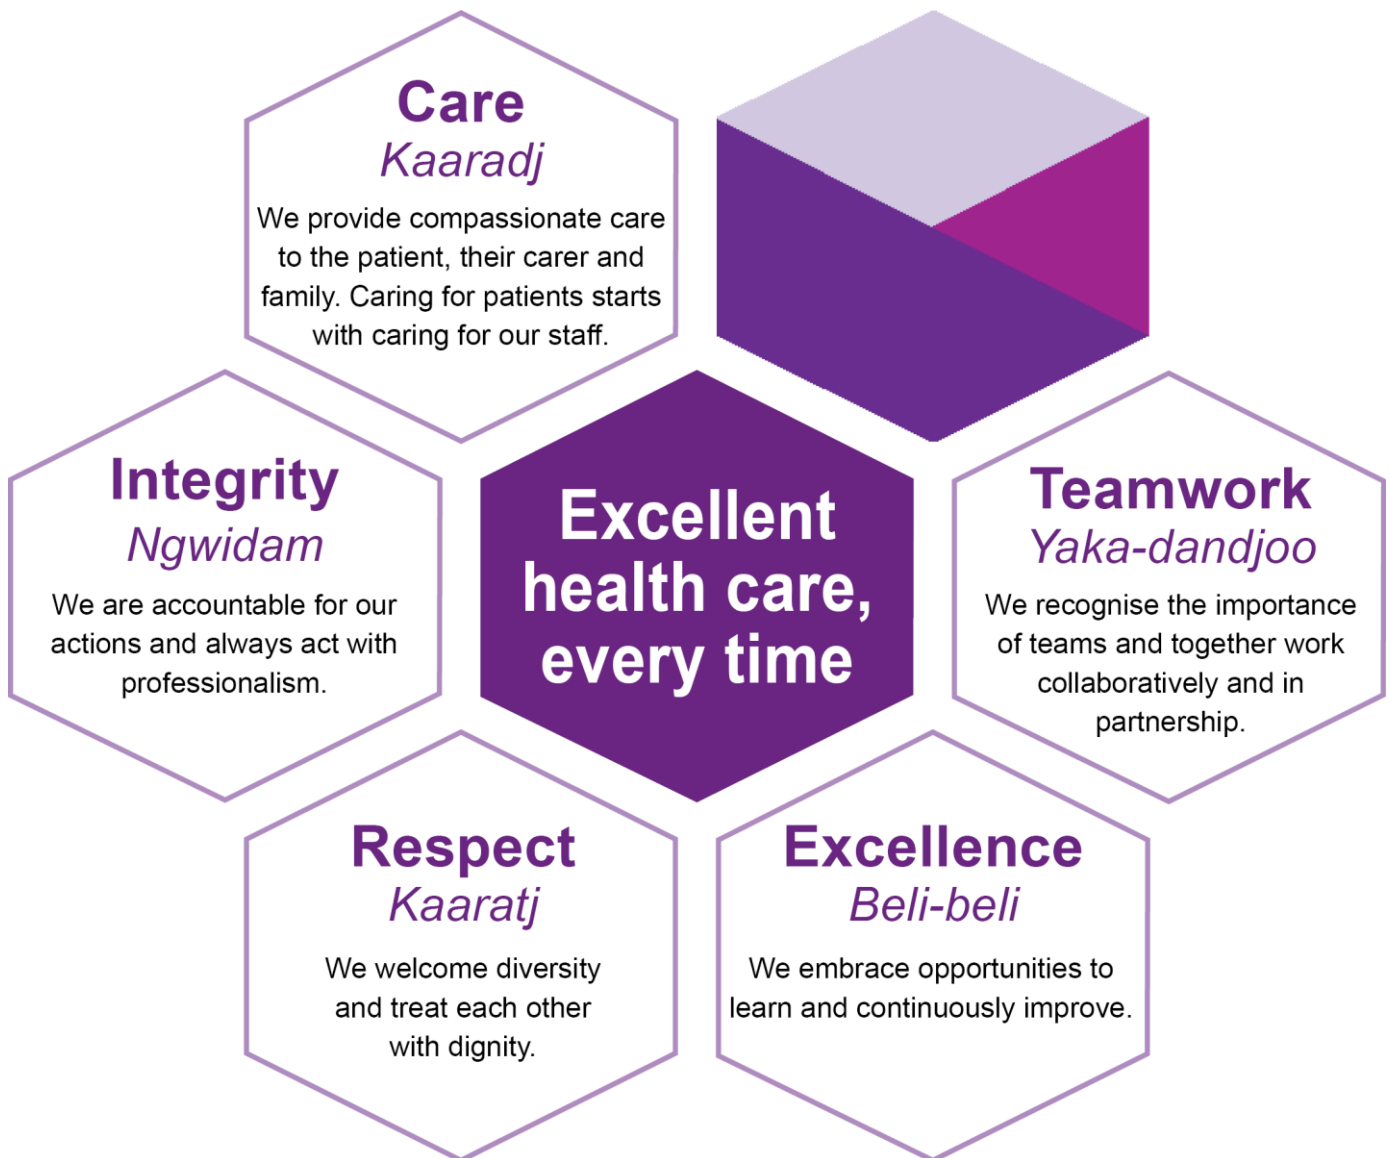 Care
Kaaradj
We provide compassionate care
to the patient, their carer and
family. Caring for patients starts
with caring for our staff.
Integrity
Ngwidam
We are accountable for our
actions and always act with
professionalism.
Excellent
health care,
every time
Teamwork
Yaka-dandjoo
We recognise the importance
of teams and together work
collaboratively and in
partnership.
Respect
Kaaratj
We welcome diversity
and treat each other
with dignity.
Excellence
Beli-beli
We embrace opportunities to
learn and continuously improve.